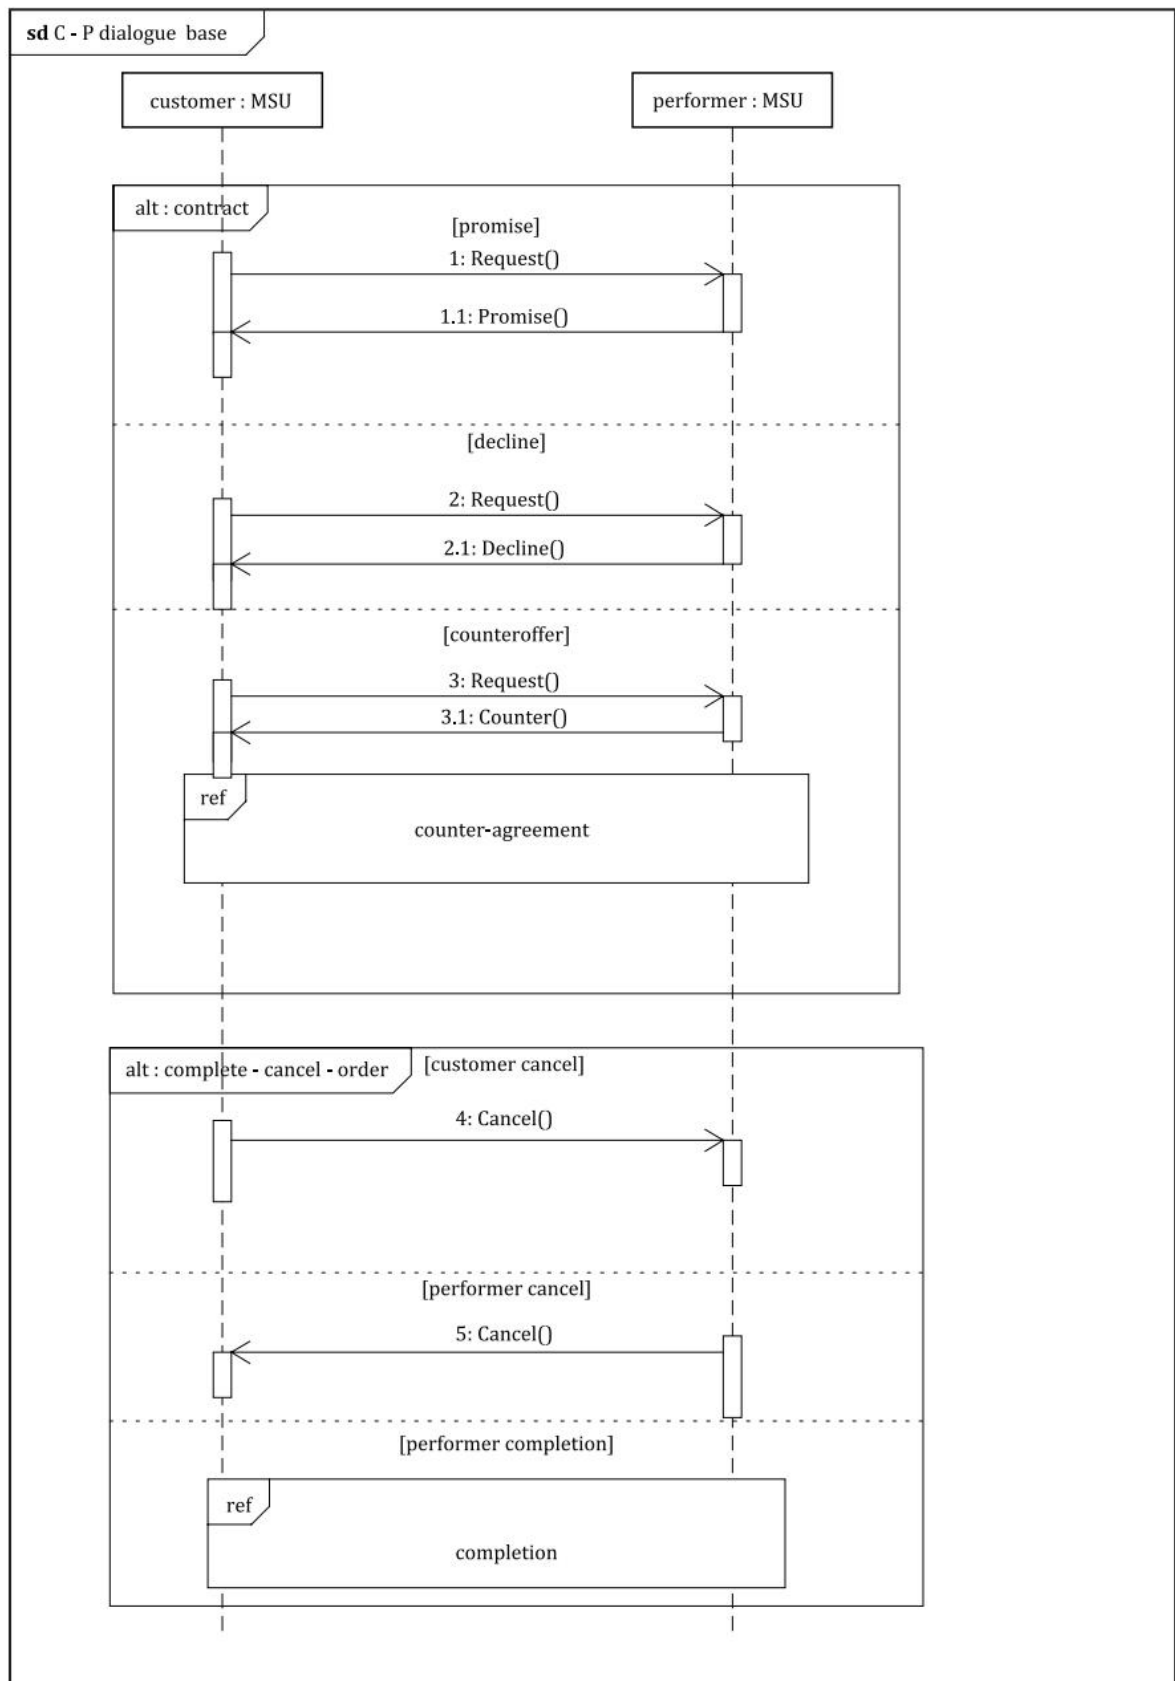 sd C - P dialogue base
customer : MSU
performer : MSU
alt : contract
[promise]
1: Request()
1.1: Promise()
[decline]
2: Request()
2.1: Decline()
[counteroffer]
3: Request()
3.1: Counter()
ref
counter-agreement
alt : complete - cancel - order
[customer cancel]
4: Cancel()
[performer cancel]
5: Cancel()
[performer completion]
ref
completion